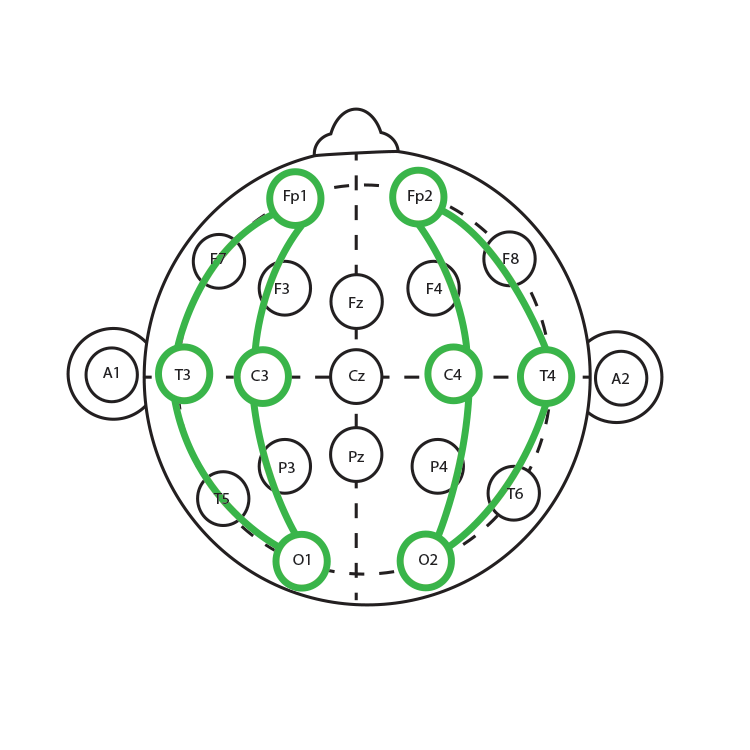 Fp1 Fp2
F7 F3 Fz F4 F8
A1 T3 C3 Cz C4 T4 A2
T5 P3 Pz P4 T6
O1 O2